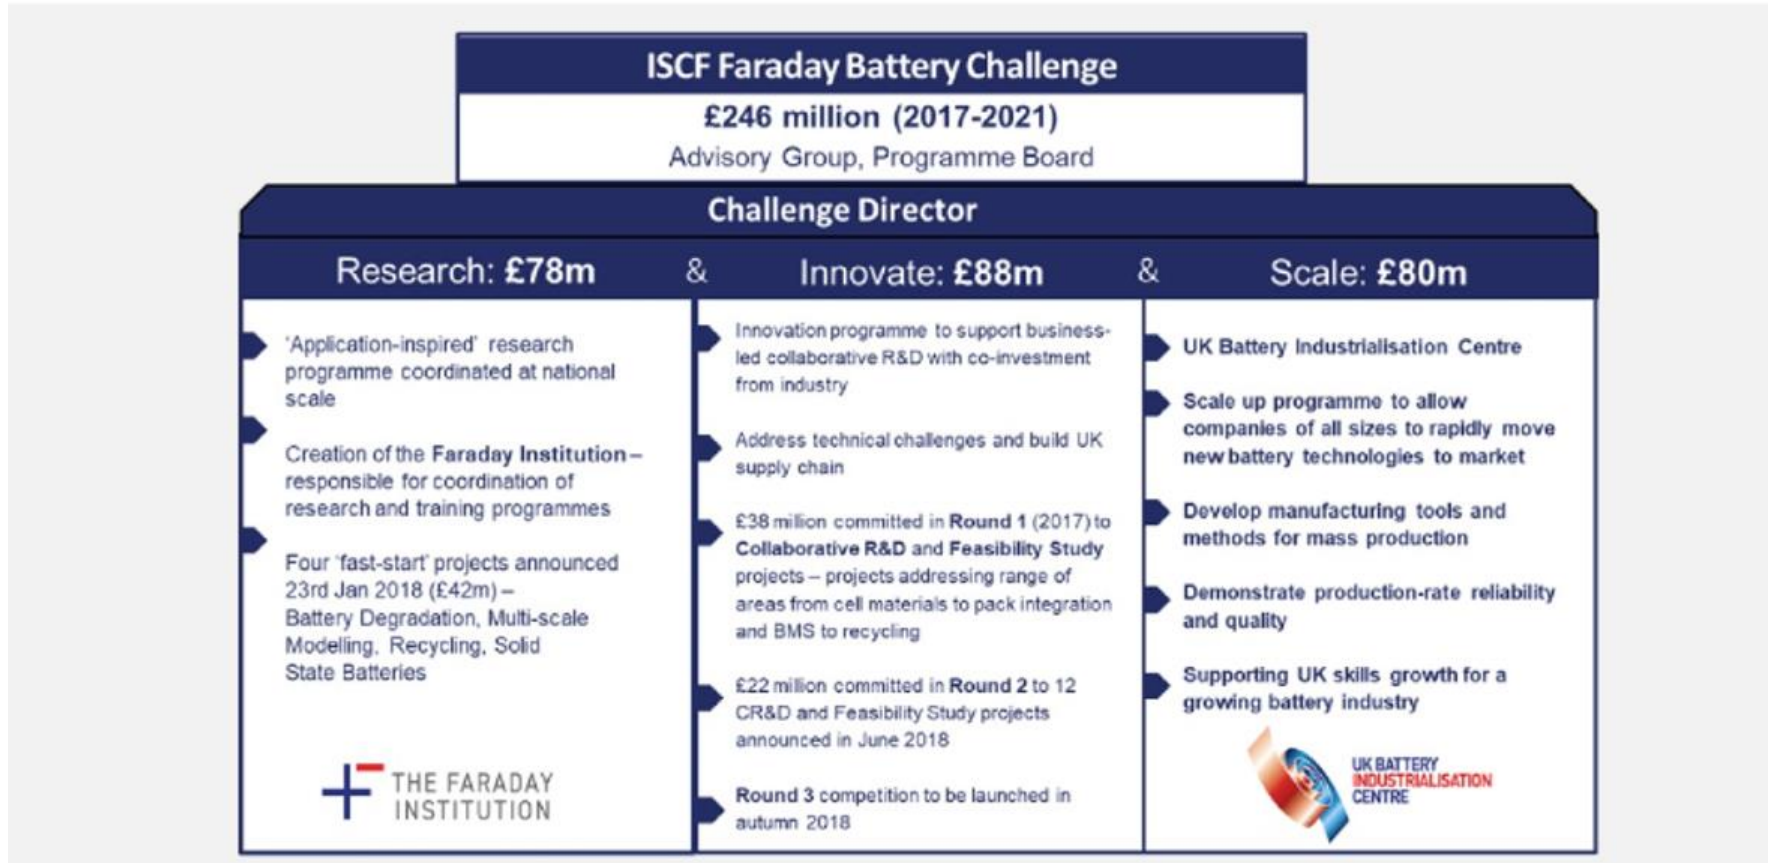 ISCF Faraday Battery Challenge
£246 million (2017-2021)
Advisory Group, Programme Board
Challenge Director
Research: £78m & Innovate: £88m & Scale: £80m
'Application-inspired' research
programme coordinated at national
scale
Creation of the Faraday Institution –
responsible for coordination of
research and training programmes
Four 'fast-start' projects announced
23rd Jan 2018 (£42m) –
Battery Degradation, Multi-scale
Modelling, Recycling, Solid
State Batteries
THE FARADAY
INSTITUTION
Innovation programme to support business-
led collaborative R&D with co-investment
from industry
Address technical challenges and build UK
supply chain
£38 million committed in Round 1 (2017) to
Collaborative R&D and Feasibility Study
projects – projects addressing range of
areas from cell materials to pack integration
and BMS to recycling
£22 million committed in Round 2 to 12
CR&D and Feasibility Study projects
announced in June 2018
Round 3 competition to be launched in
autumn 2018
UK Battery Industrialisation Centre
Scale up programme to allow
companies of all sizes to rapidly move
new battery technologies to market
Develop manufacturing tools and
methods for mass production
Demonstrate production-rate reliability
and quality
Supporting UK skills growth for a
growing battery industry
UK BATTERY
INDUSTRIALISATION
CENTRE